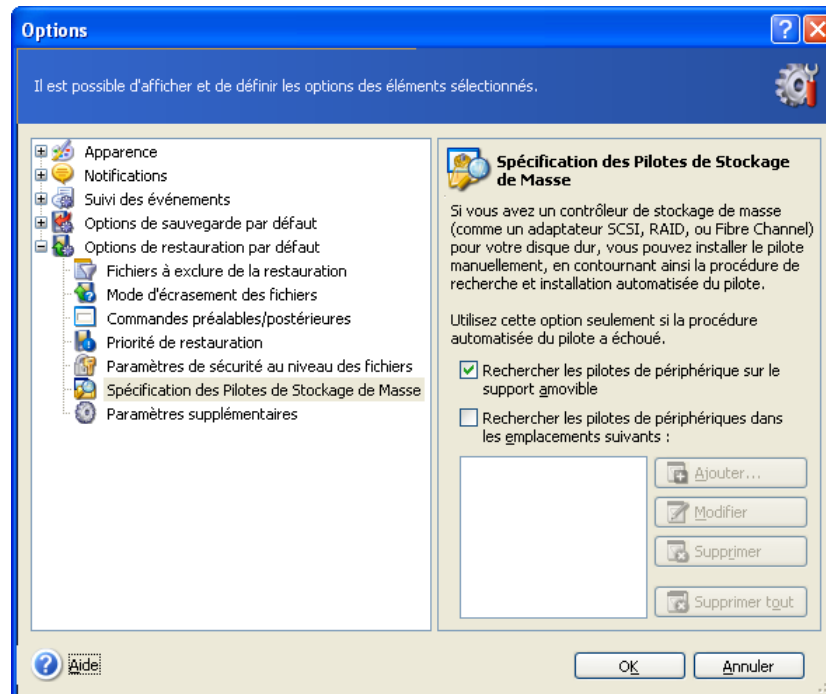 Options
Il est possible d'afficher et de définir les options des éléments sélectionnés.
Apparence
Notifications
Suivi des événements
Options de sauvegarde par défaut
Options de restauration par défaut
Fichiers à exclure de la restauration
Mode d'écrasement des fichiers
Commandes préalables/postérieures
Priorité de restauration
Paramètres de sécurité au niveau des fichiers
Spécification des Pilotes de Stockage de Masse
Paramètres supplémentaires
Spécification des Pilotes de Stockage
de Masse
Si vous avez un contrôleur de stockage de masse
(comme un adaptateur SCSI, RAID, ou Fibre Channel)
pour votre disque dur, vous pouvez installer le pilote
manuellement, en contournant ainsi la procédure de
recherche et installation automatisée du pilote.
Utilisez cette option seulement si la procédure
automatisée du pilote a échoué.
Rechercher les pilotes de périphérique sur le
support amovible
Rechercher les pilotes de périphériques dans
les emplacements suivants :
Ajouter...
Modifier
Supprimer
Supprimer tout
Aide
OK
Annuler